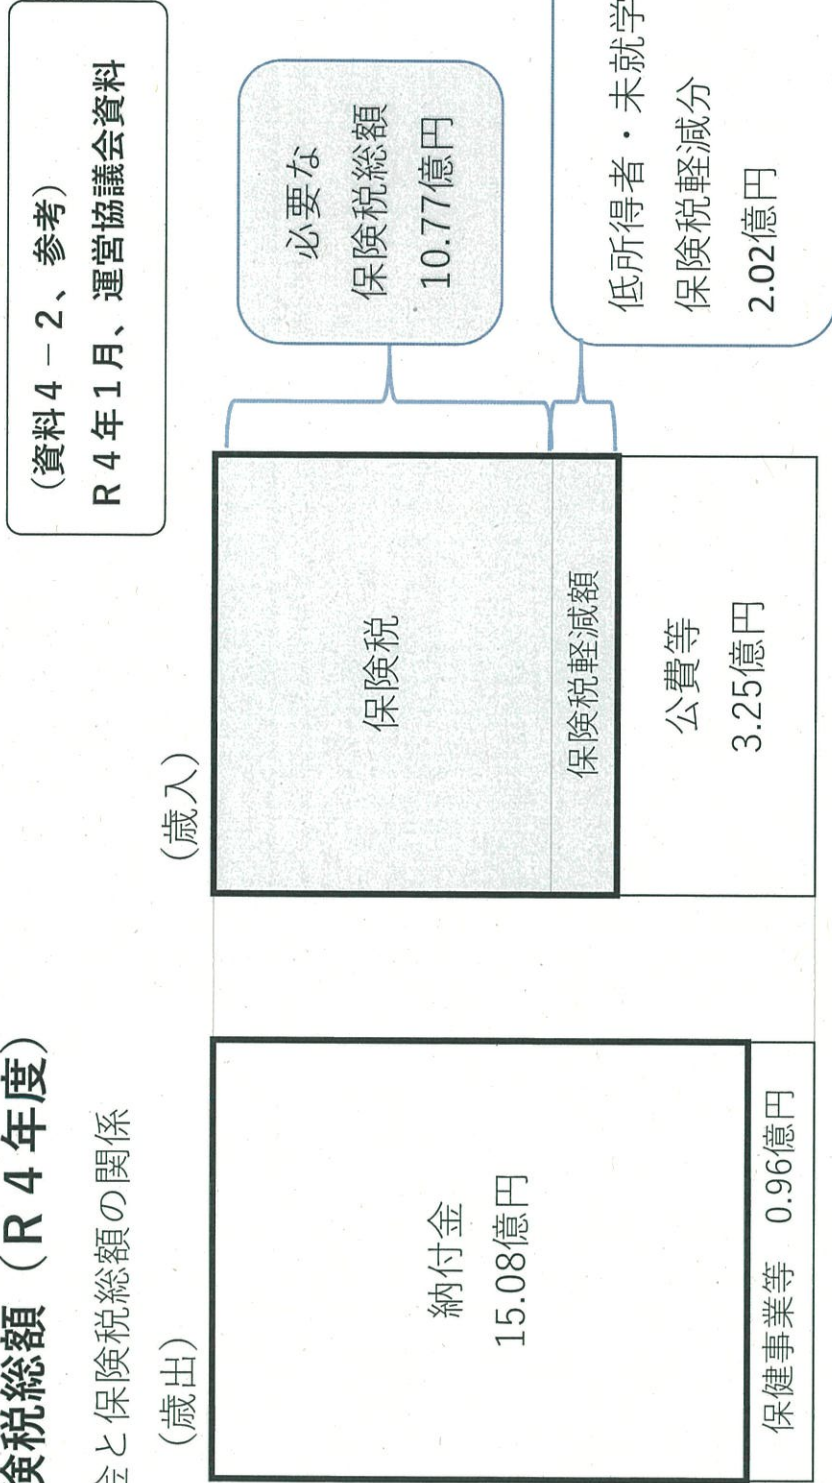 険税総額（R４年度）
金と保険税総額の関係
（資料４－２、参考）
R４年１月、運営協議会資料
（歳出）
納付金
15.08億円
保健事業等　0.96億円
（歳入）
保険税
保険税軽減額
公費等
3.25億円
必要な
保険税総額
10.77億円
低所得者・未就学
保険税軽減分
2.02億円